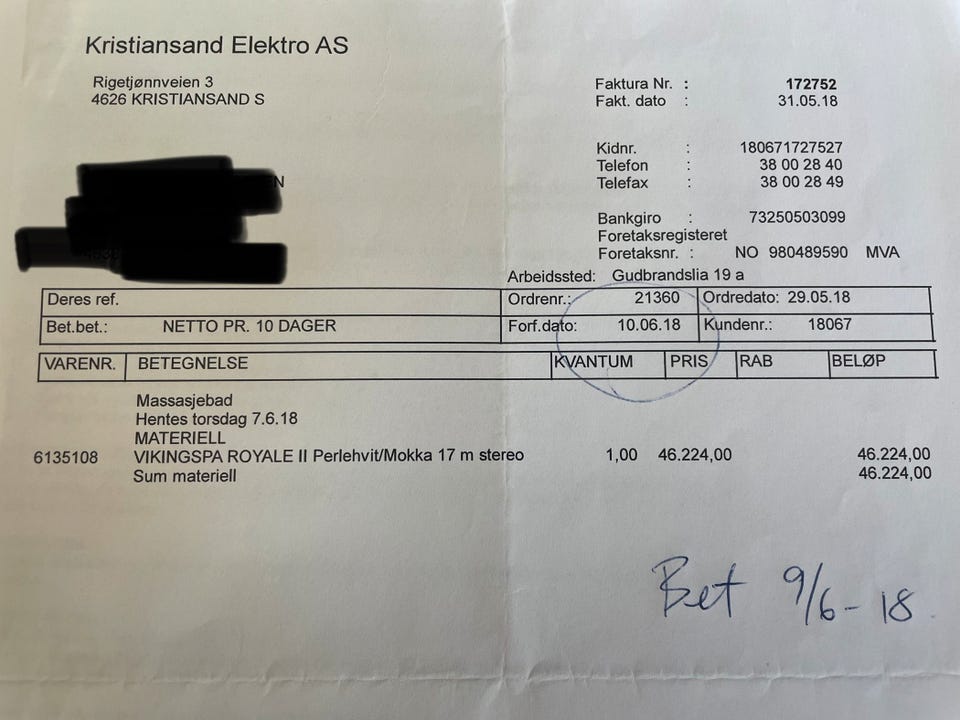 Kristiansand Elektro AS
Rigetjønnveien 3
4626 KRISTIANSAND S
Faktura Nr. : 172752
Fakt. dato : 31.05.18
Kidnr. : 180671727527
Telefon : 38 00 28 40
Telefax : 38 00 28 49
Bankgiro : 73250503099
Foretaksregisteret
Foretaksnr. : NO 980489590 MVA
Arbeidssted: Gudbrandslia 19 a
Deres ref. Ordrenr.: 21360 Ordredato: 29.05.18
Bet.bet.: NETTO PR. 10 DAGER Forf.dato: 10.06.18 Kundenr.: 18067
VARENR. BETEGNELSE KVANTUM PRIS RAB BELØP
Massasjebad
Hentes torsdag 7.6.18
MATERIELL
6135108 VIKINGSPA ROYALE II Perlehvit/Mokka 17 m stereo 1,00 46.224,00 46.224,00
Sum materiell 46.224,00
Bet 9/6-18